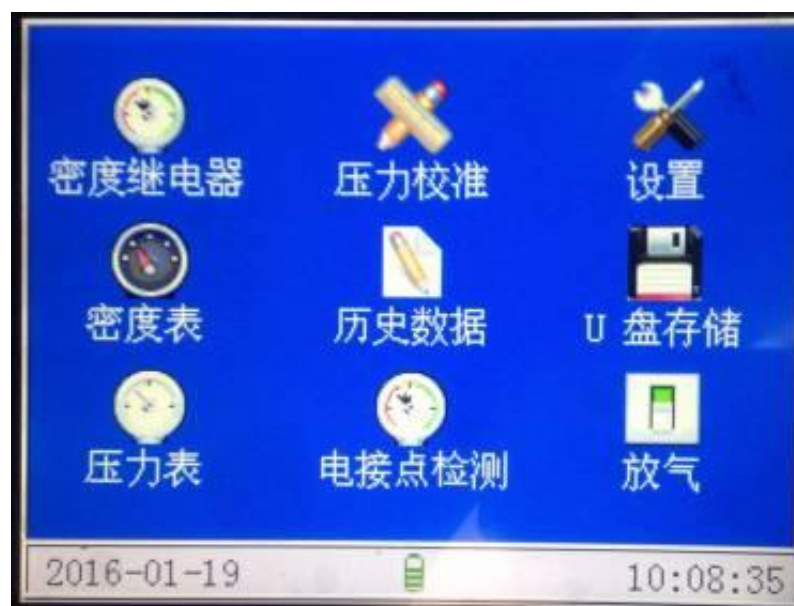 密度继电器 压力校准 设置
密度表 历史数据 U 盘存储
压力表 电接点检测 放气
2016-01-19 10:08:35